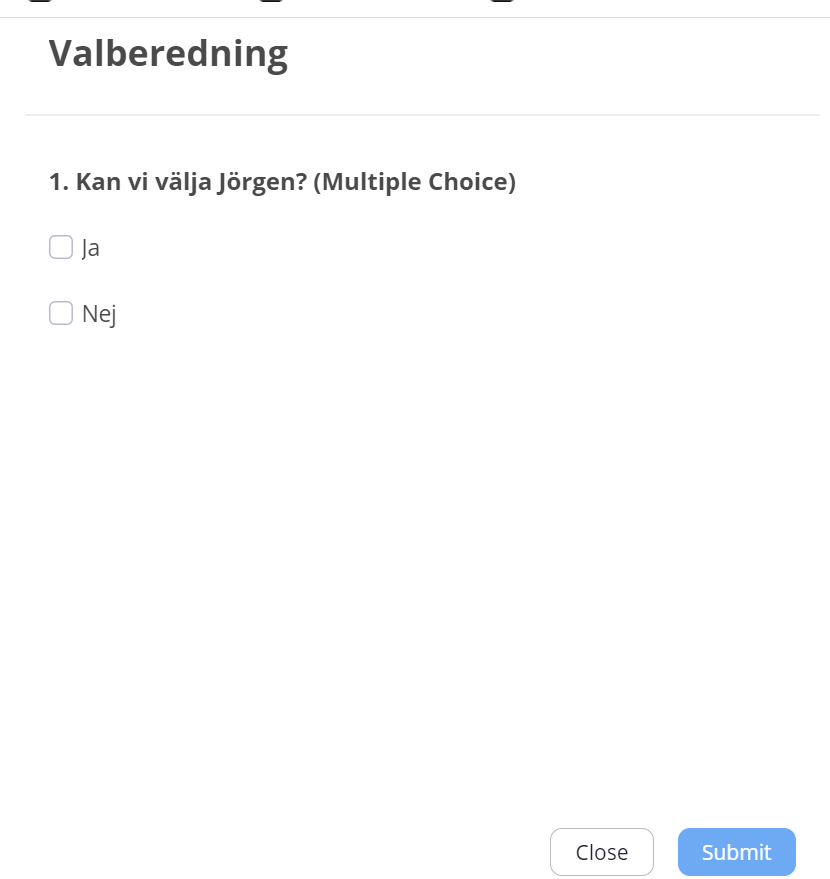 Valberedning
1. Kan vi välja Jörgen? (Multiple Choice)
Ja
Nej
Close
Submit